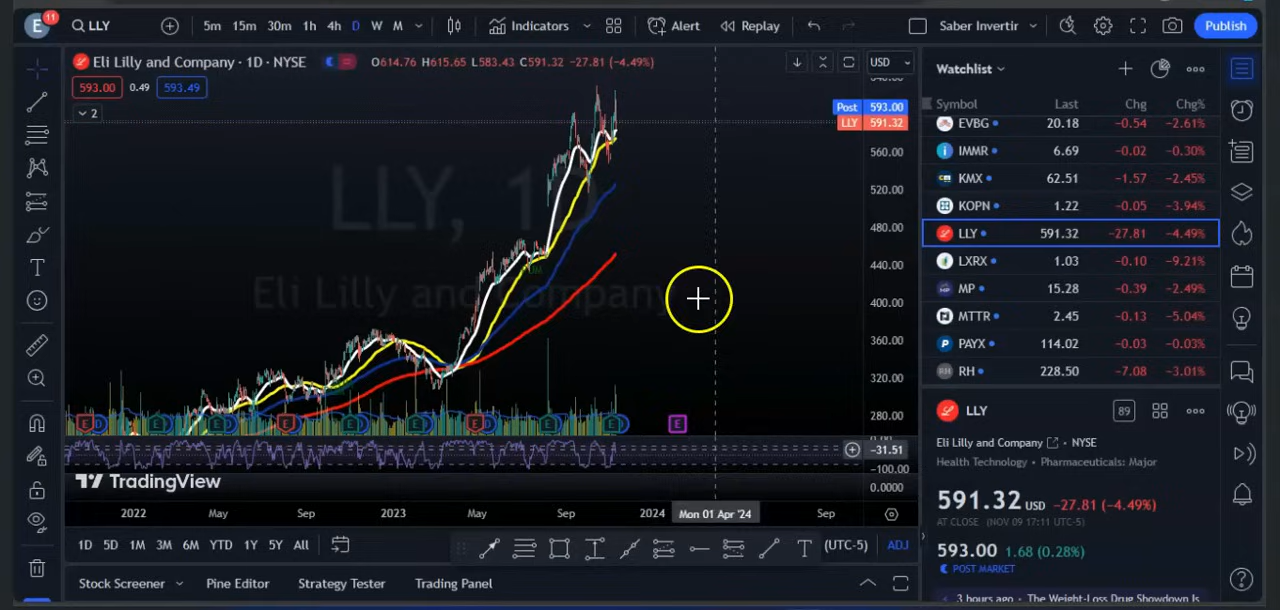 E 11 LLY 5m 15m 30m 1h 4h D W M Indicators Alert Replay Saber Invertir Publish
Eli Lilly and Company · 1D · NYSE O614.76 H615.65 L583.43 C591.32 −27.81 (−4.49%)
593.00 0.49 593.49
2
USD
Post 593.00
LLY 591.32
560.00
520.00
480.00
440.00
400.00
360.00
320.00
280.00
LLY, 1D
Eli Lilly and Company
E D E E D E D E D E D E D E
−31.51
−100.00
0.0000
TradingView
2022 May Sep 2023 May Sep 2024 Mon 01 Apr '24 Sep
1D 5D 1M 3M 6M YTD 1Y 5Y All (UTC-5) ADJ
Stock Screener Pine Editor Strategy Tester Trading Panel
Watchlist
Symbol Last Chg Chg%
EVBG 20.18 −0.54 −2.61%
IMMR 6.69 −0.02 −0.30%
KMX 62.51 −1.57 −2.45%
KOPN 1.22 −0.05 −3.94%
LLY 591.32 −27.81 −4.49%
LXRX 1.03 −0.10 −9.21%
MP 15.28 −0.39 −2.49%
MTTR 2.45 −0.13 −5.04%
PAYX 114.02 −0.03 −0.03%
RH 228.50 −7.08 −3.01%
LLY 89
Eli Lilly and Company · NYSE
Health Technology · Pharmaceuticals: Major
591.32 USD −27.81 (−4.49%)
AT CLOSE (NOV 09 17:11 UTC-5)
593.00 1.68 (0.28%)
POST MARKET
3 hours ago · The Weight-Loss Drug Showdown Is